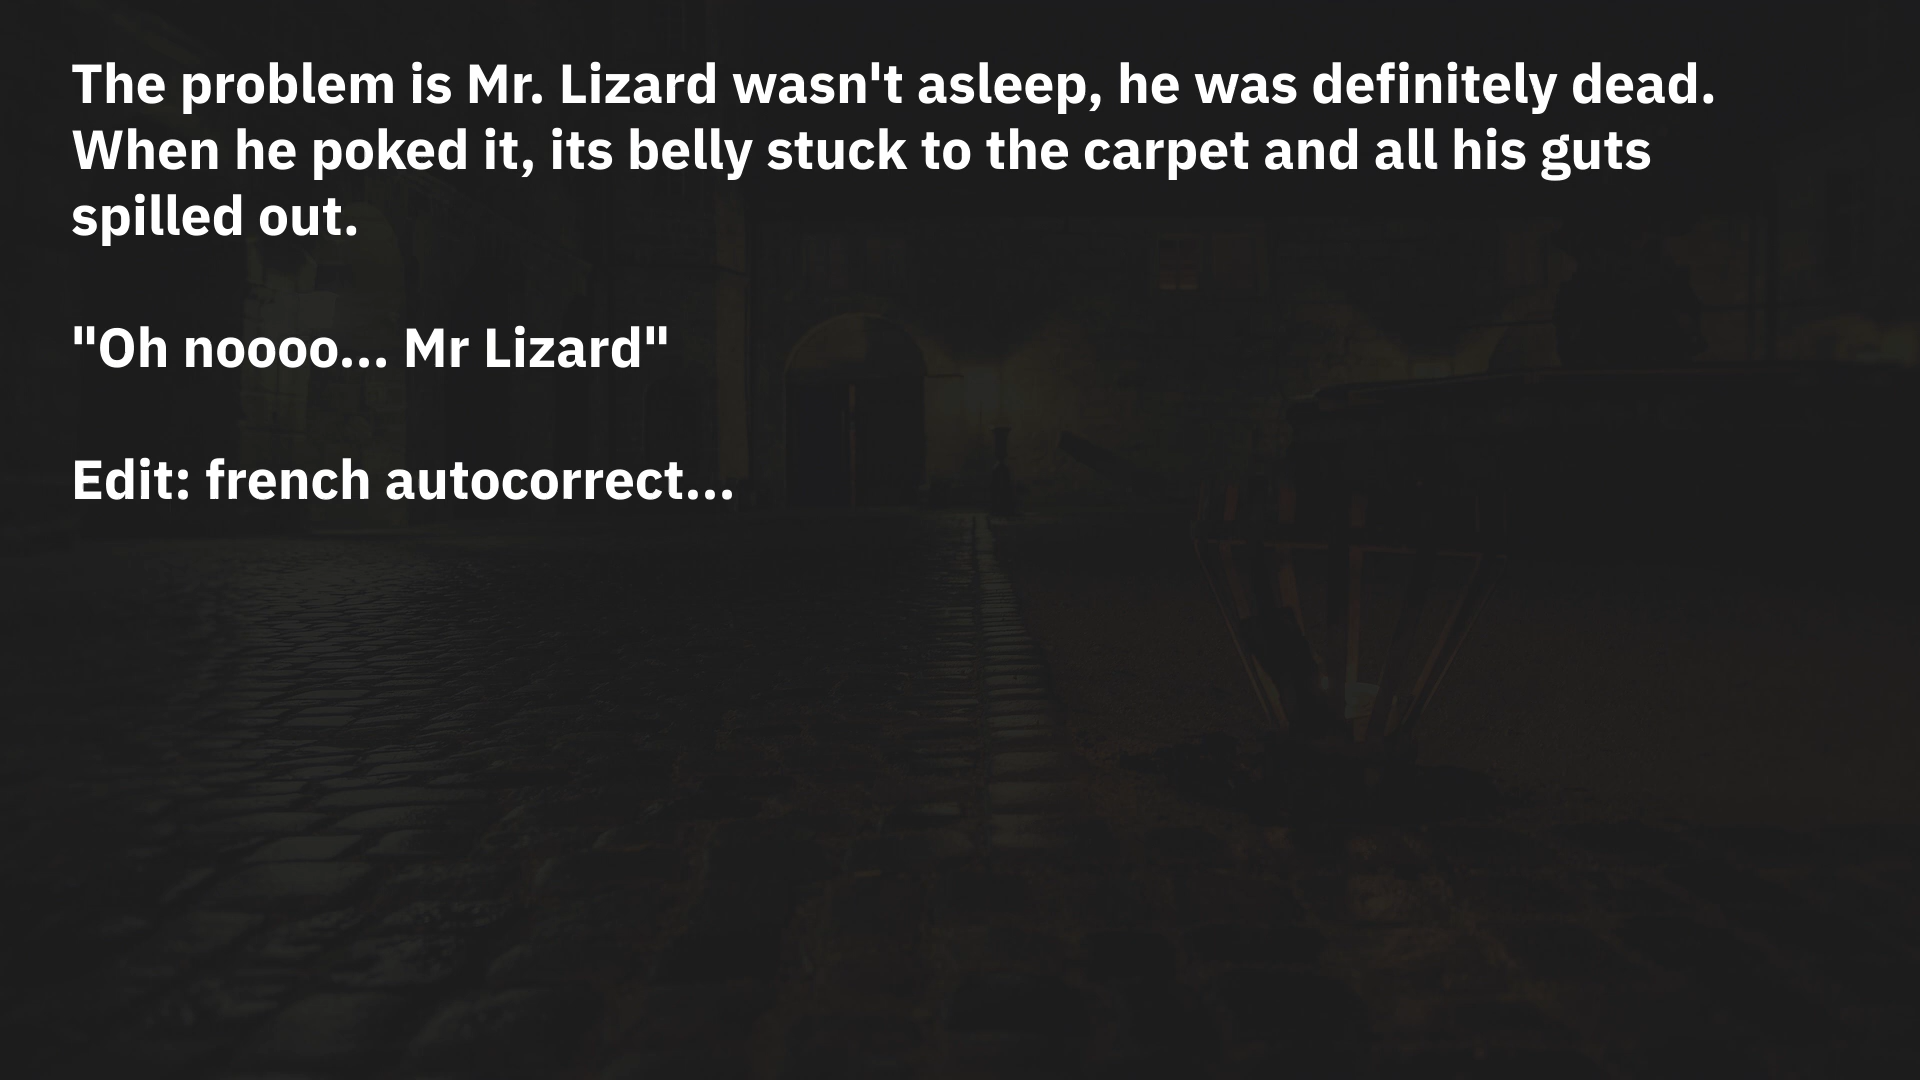 The problem is Mr. Lizard wasn't asleep, he was definitely dead.
When he poked it, its belly stuck to the carpet and all his guts
spilled out.
"Oh noooo... Mr Lizard"
Edit: french autocorrect...